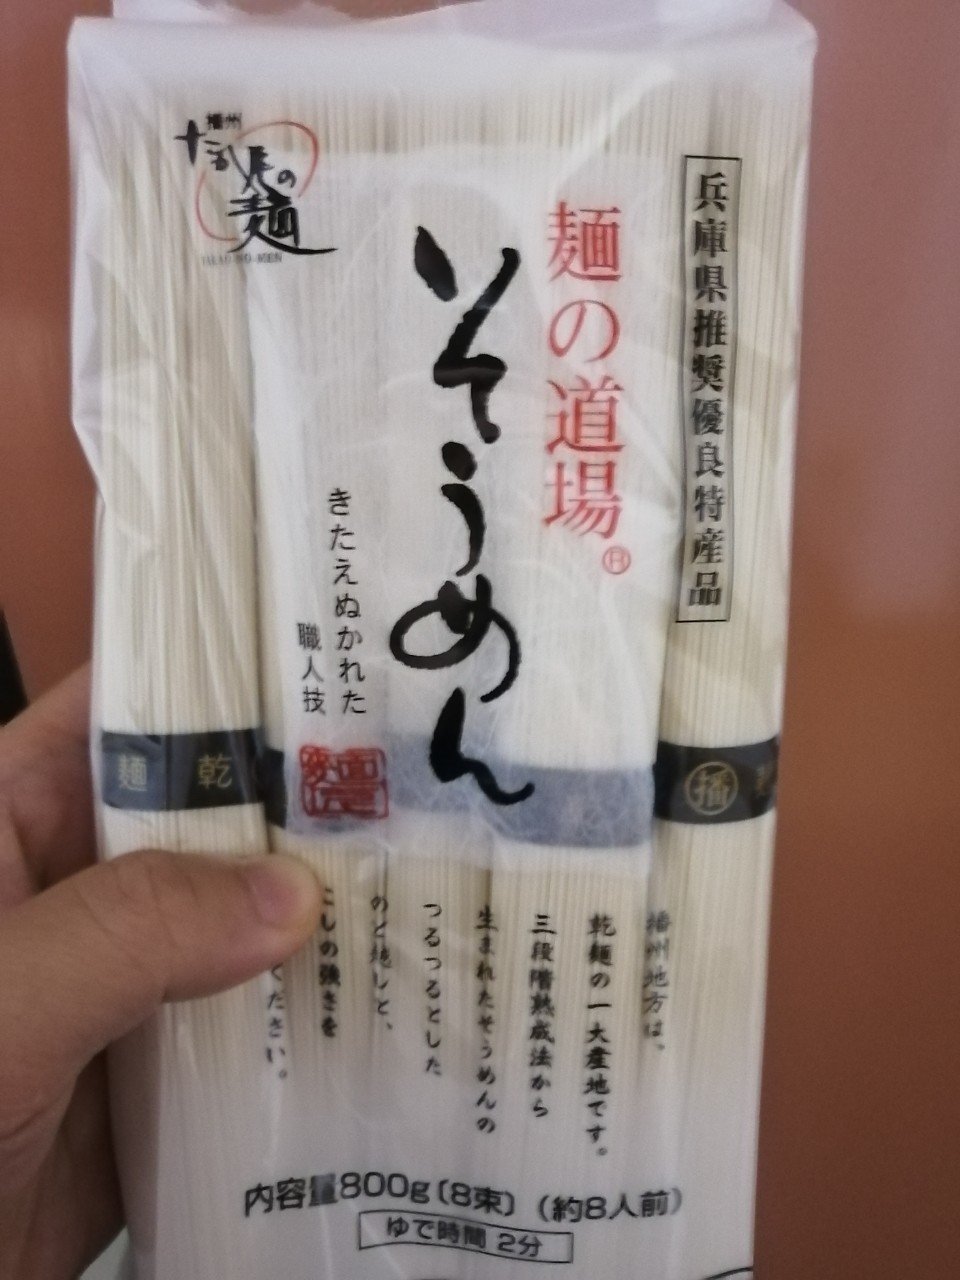 兵庫県推奨優良特産品
麺の道場®
そうめん
きたえぬかれた
職人技
播州
の麺
麺
乾
播
播州地方は、
乾麺の一大産地です。
三段階熟成法から
生まれたそうめんの
つるつるとした
のど越しと、
こしの強さを
ください。
内容量800g〔8束〕(約8人前)
ゆで時間 2分